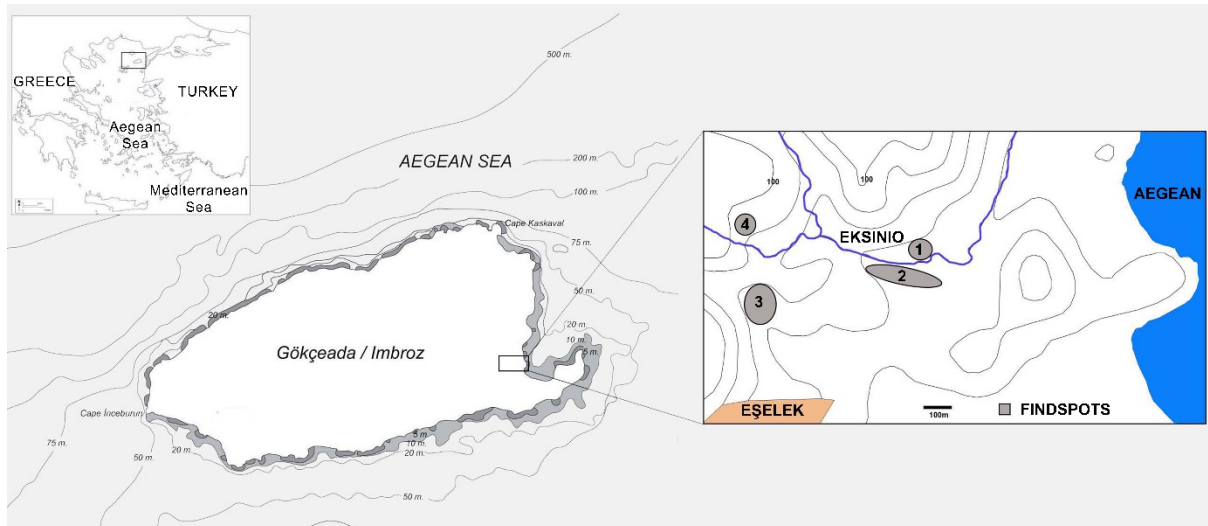 GREECE
TURKEY
Aegean
Sea
Mediterranean
Sea
500 m.
AEGEAN SEA
200 m.
100 m.
Cape Kaskaval
75 m.
50 m.
20 m.
20 m.
10 m.
5 m.
Gökçeada / Imbroz
Cape İnceburun
75 m.
50 m.
20 m.
5 m.
10 m.
20 m.
50 m.
100
100
AEGEAN
4
EKSINIO
1
2
3
EŞELEK
100m
FINDSPOTS